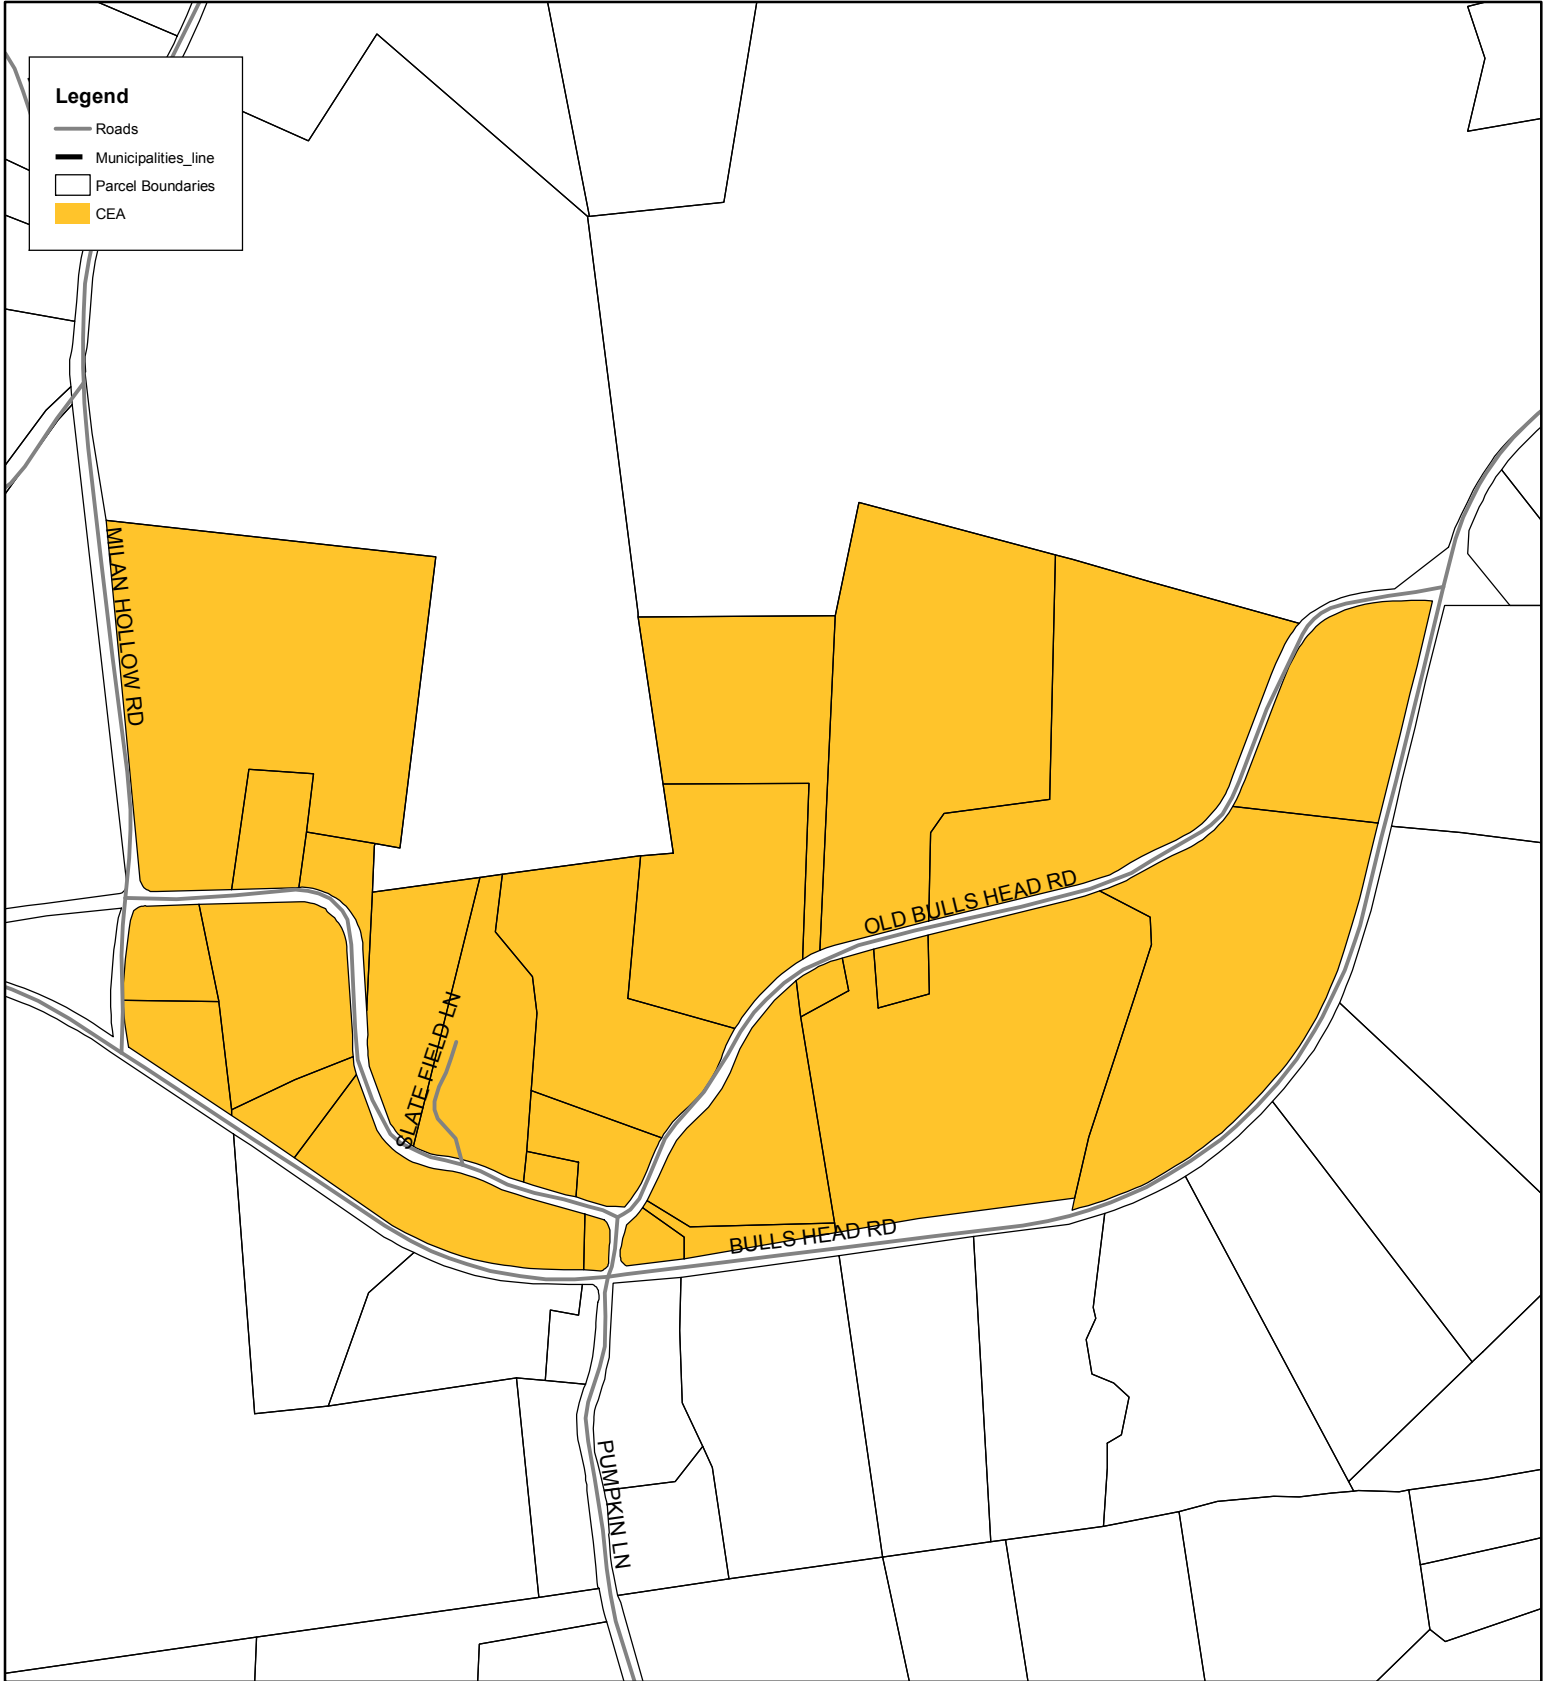 Legend
Roads
Municipalities_line
Parcel Boundaries
CEA
MILAN HOLLOW RD
OLD BULLS HEAD RD
SLATE FIELD LN
BULLS HEAD RD
PUMPKIN LN